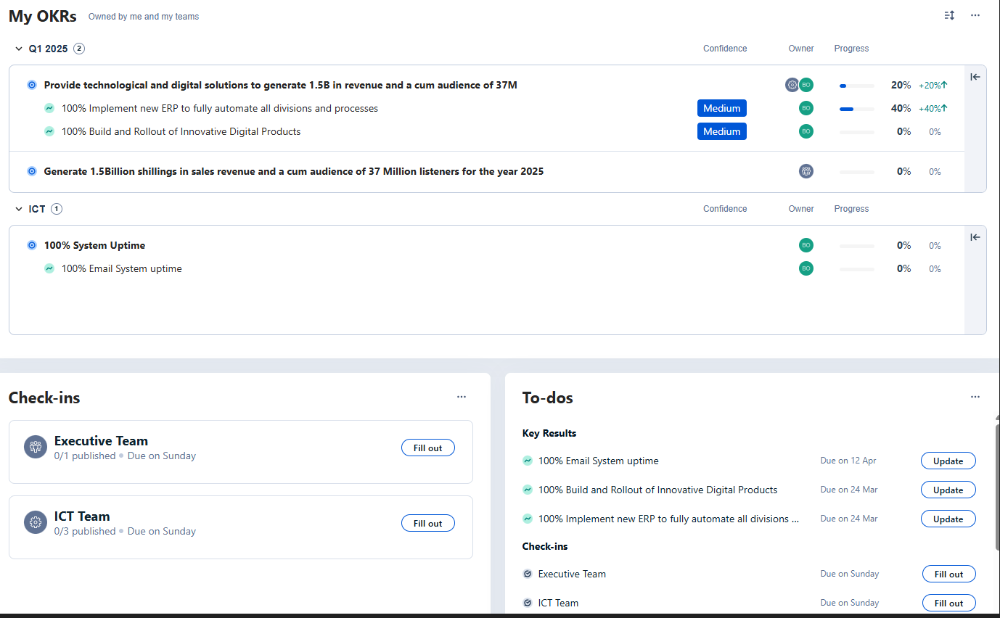 My OKRs Owned by me and my teams
Q1 2025 2 Confidence Owner Progress
Provide technological and digital solutions to generate 1.5B in revenue and a cum audience of 37M BO 20% +20%
100% Implement new ERP to fully automate all divisions and processes Medium BO 40% +40%
100% Build and Rollout of Innovative Digital Products Medium BO 0% 0%
Generate 1.5Billion shillings in sales revenue and a cum audience of 37 Million listeners for the year 2025 0% 0%
ICT 1 Confidence Owner Progress
100% System Uptime BO 0% 0%
100% Email System uptime BO 0% 0%
Check-ins
Executive Team
0/1 published Due on Sunday
Fill out
ICT Team
0/3 published Due on Sunday
Fill out
To-dos
Key Results
100% Email System uptime Due on 12 Apr Update
100% Build and Rollout of Innovative Digital Products Due on 24 Mar Update
100% Implement new ERP to fully automate all divisions ... Due on 24 Mar Update
Check-ins
Executive Team Due on Sunday Fill out
ICT Team Due on Sunday Fill out